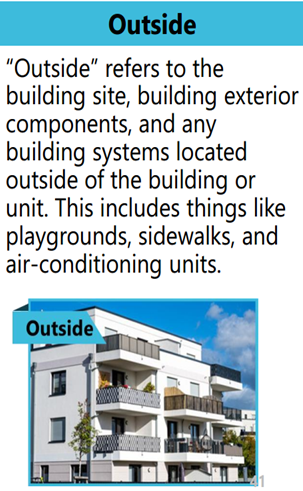 Outside
“Outside” refers to the
building site, building exterior
components, and any
building systems located
outside of the building or
unit. This includes things like
playgrounds, sidewalks, and
air-conditioning units.
Outside
41